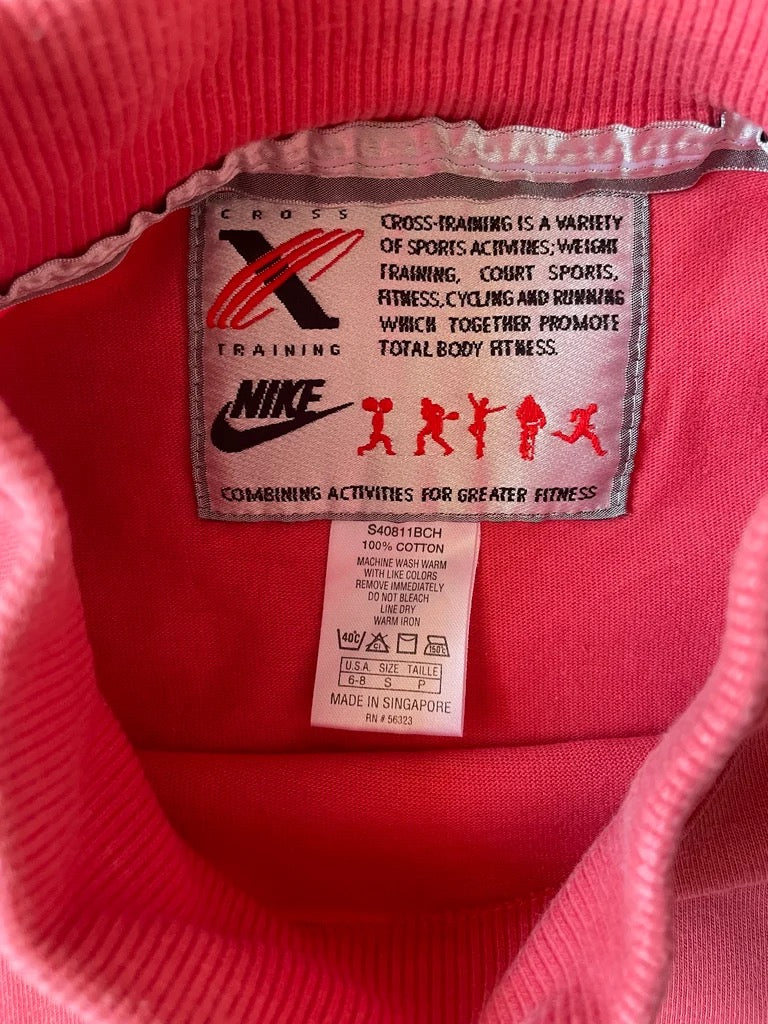 CROSS
X
TRAINING
CROSS-TRAINING IS A VARIETY
OF SPORTS ACTIVITIES; WEIGHT
TRAINING, COURT SPORTS,
FITNESS, CYCLING AND RUNNING
WHICH TOGETHER PROMOTE
TOTAL BODY FITNESS.
NIKE
COMBINING ACTIVITIES FOR GREATER FITNESS
S40811BCH
100% COTTON
MACHINE WASH WARM
WITH LIKE COLORS
REMOVE IMMEDIATELY
DO NOT BLEACH
LINE DRY
WARM IRON
40°C Cl 150°C
U.S.A. SIZE TAILLE
6-8 S P
MADE IN SINGAPORE
RN # 56323